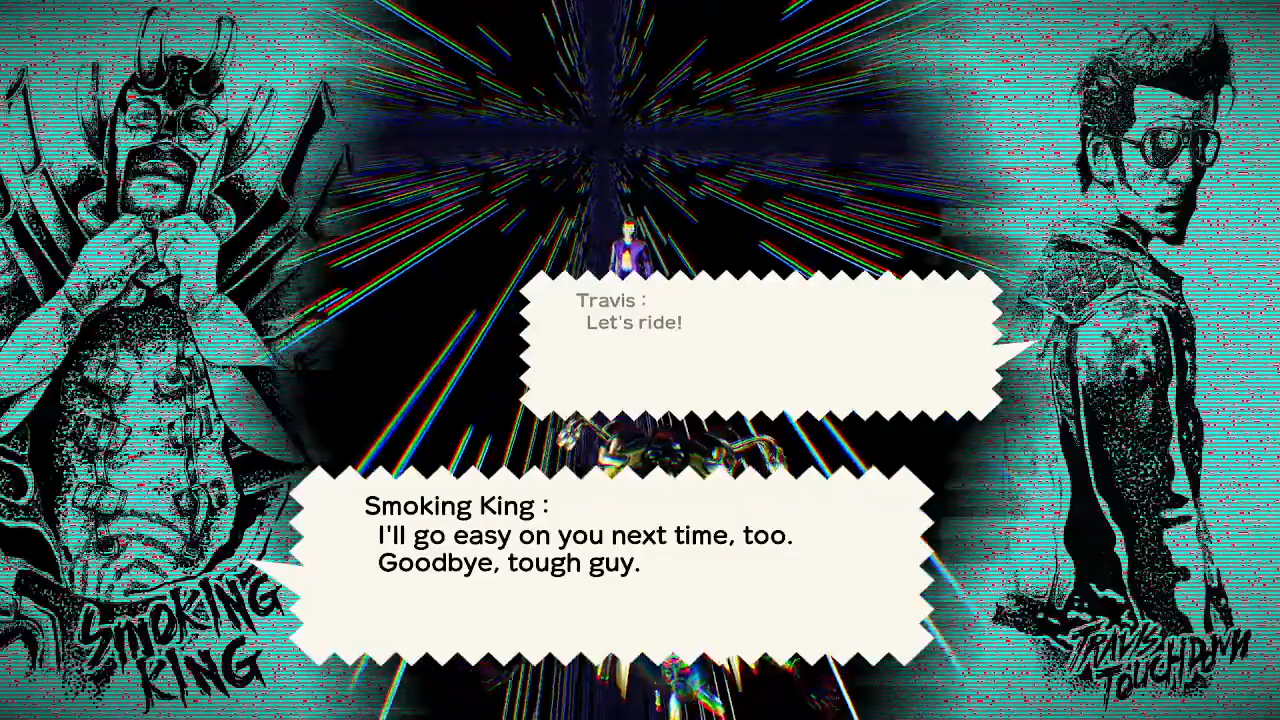 Travis :
Let's ride!
Smoking King :
I'll go easy on you next time, too.
Goodbye, tough guy.
SMOKING
KING
TRAVIS
TOUCHDOWN